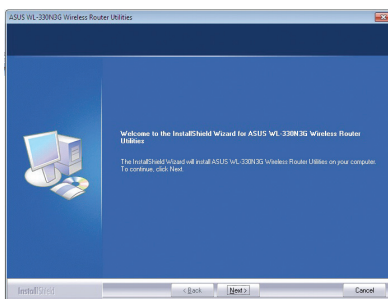 ASUS WL-330N3G Wireless Router Utilities
Welcome to the InstallShield Wizard for ASUS WL-330N3G Wireless Router
Utilities
The InstallShield Wizard will install ASUS WL-330N3G Wireless Router Utilities on your computer.
To continue, click Next.
InstallShield
< Back
Next >
Cancel